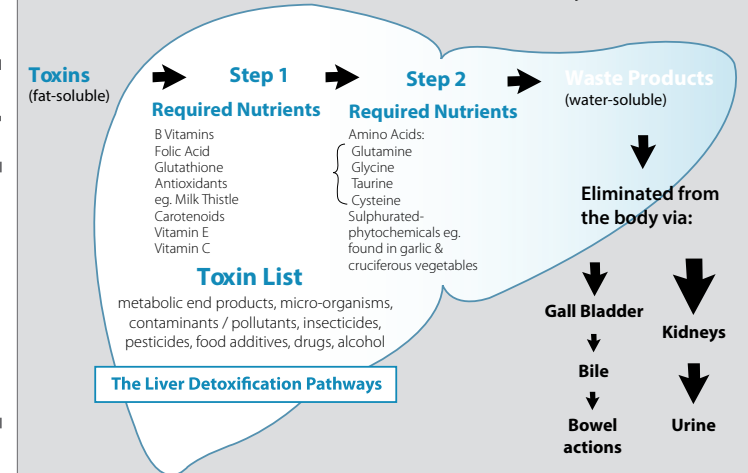 Toxins
(fat-soluble)
Step 1
Required Nutrients
B Vitamins
Folic Acid
Glutathione
Antioxidants
eg. Milk Thistle
Carotenoids
Vitamin E
Vitamin C
Step 2
Required Nutrients
Amino Acids:
Glutamine
Glycine
Taurine
Cysteine
Sulphurated-
phytochemicals eg.
found in garlic &
cruciferous vegetables
Waste Products
(water-soluble)
Eliminated from
the body via:
Gall Bladder
Bile
Bowel
actions
Kidneys
Urine
Toxin List
metabolic end products, micro-organisms,
contaminants / pollutants, insecticides,
pesticides, food additives, drugs, alcohol
The Liver Detoxification Pathways